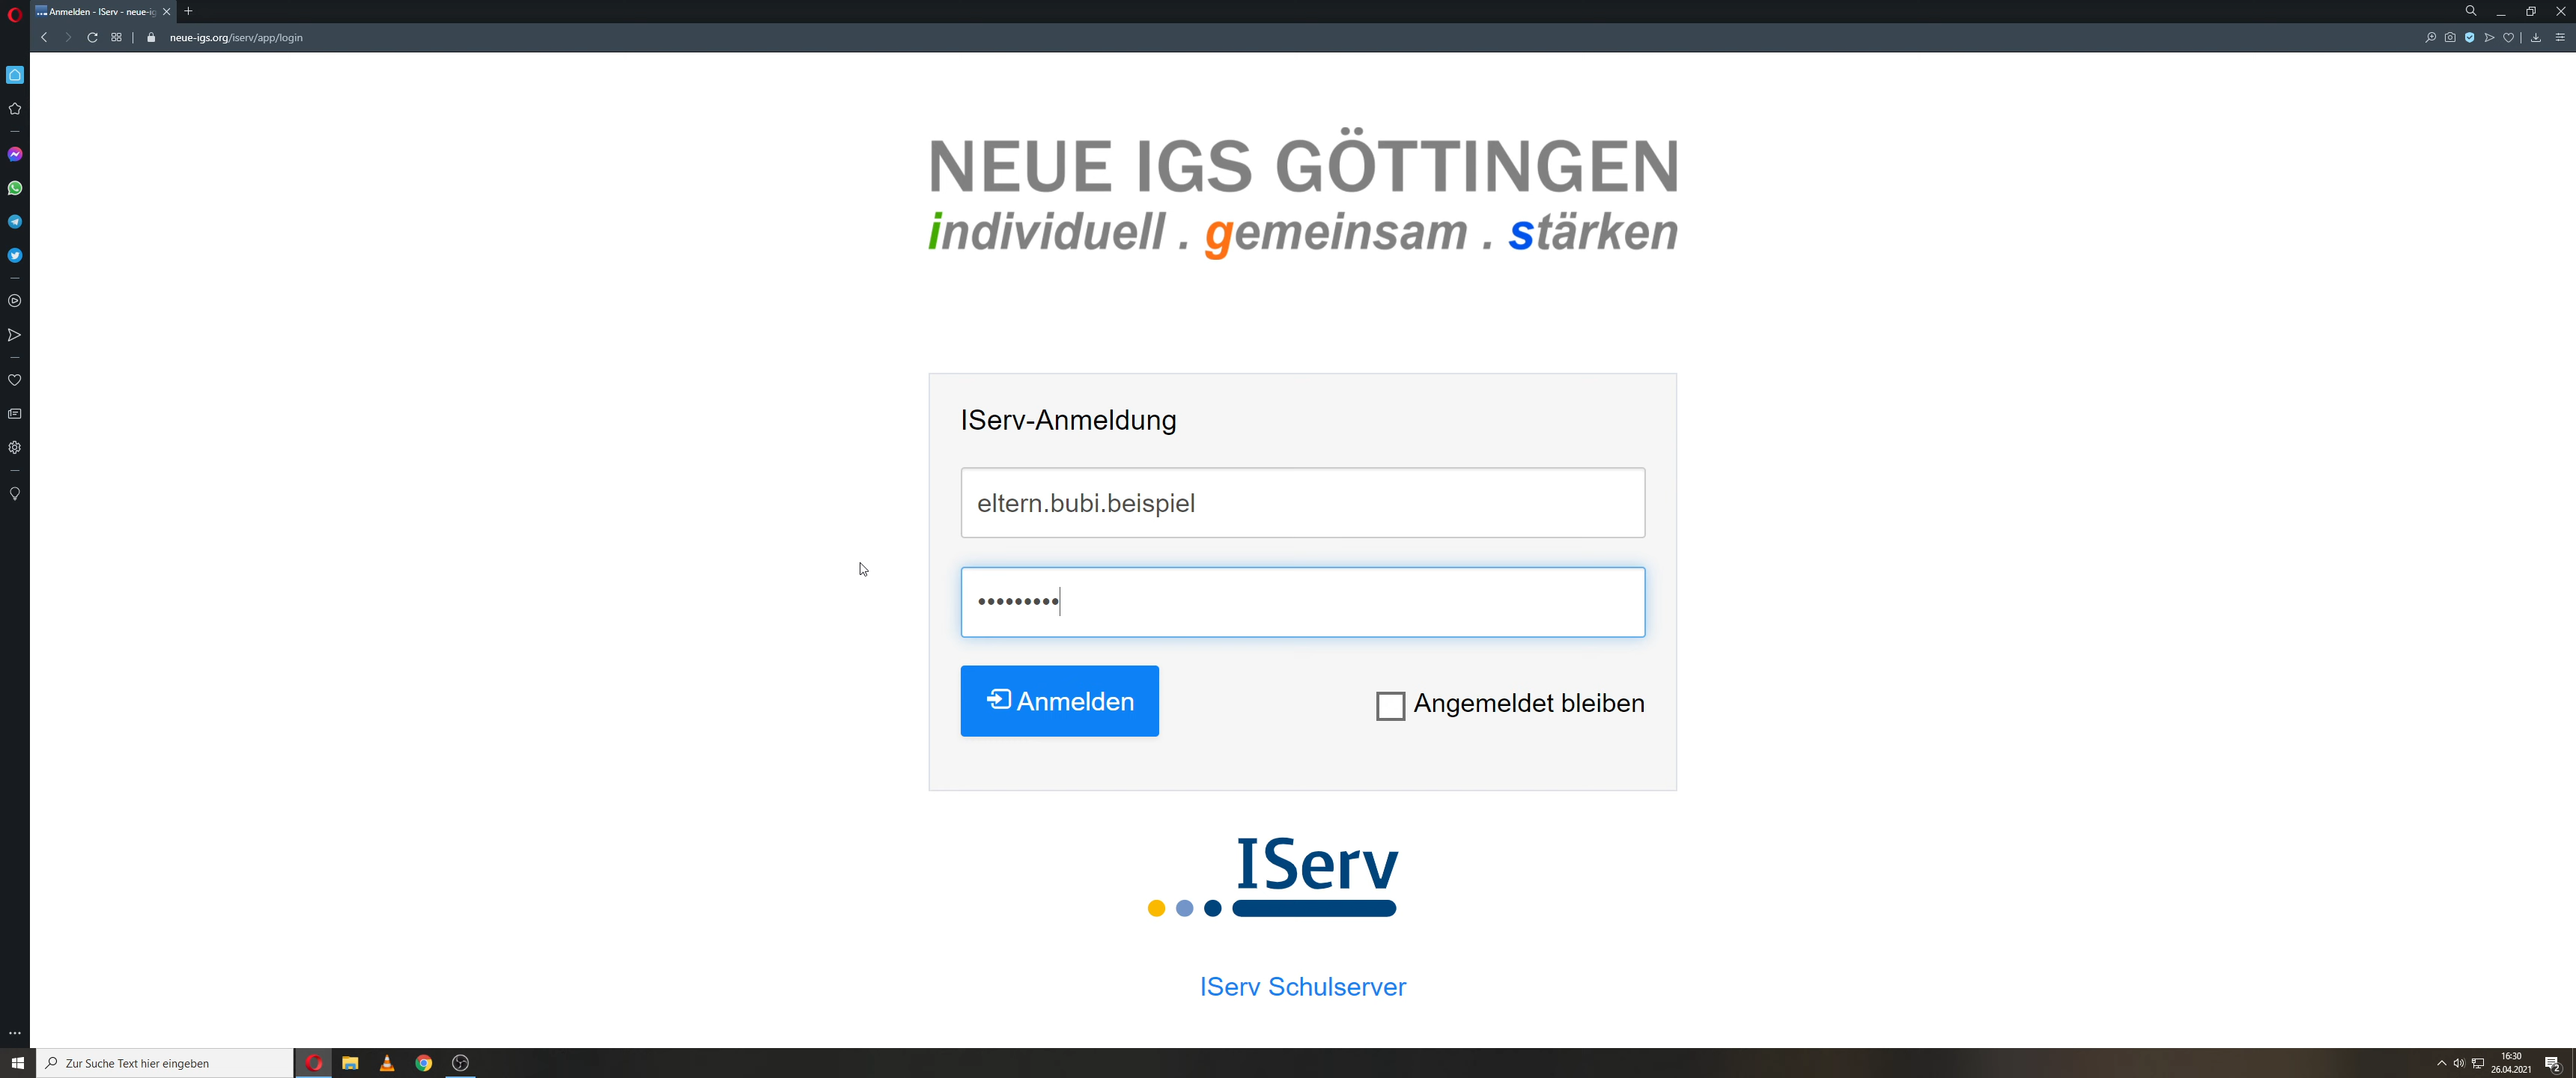 Anmelden - IServ - neue-ig
neue-igs.org/iserv/app/login
NEUE IGS GÖTTINGEN
individuell . gemeinsam . stärken
IServ-Anmeldung
eltern.bubi.beispiel
•••••••••
Anmelden
Angemeldet bleiben
IServ
IServ Schulserver
Zur Suche Text hier eingeben
16:30
26.04.2021
2